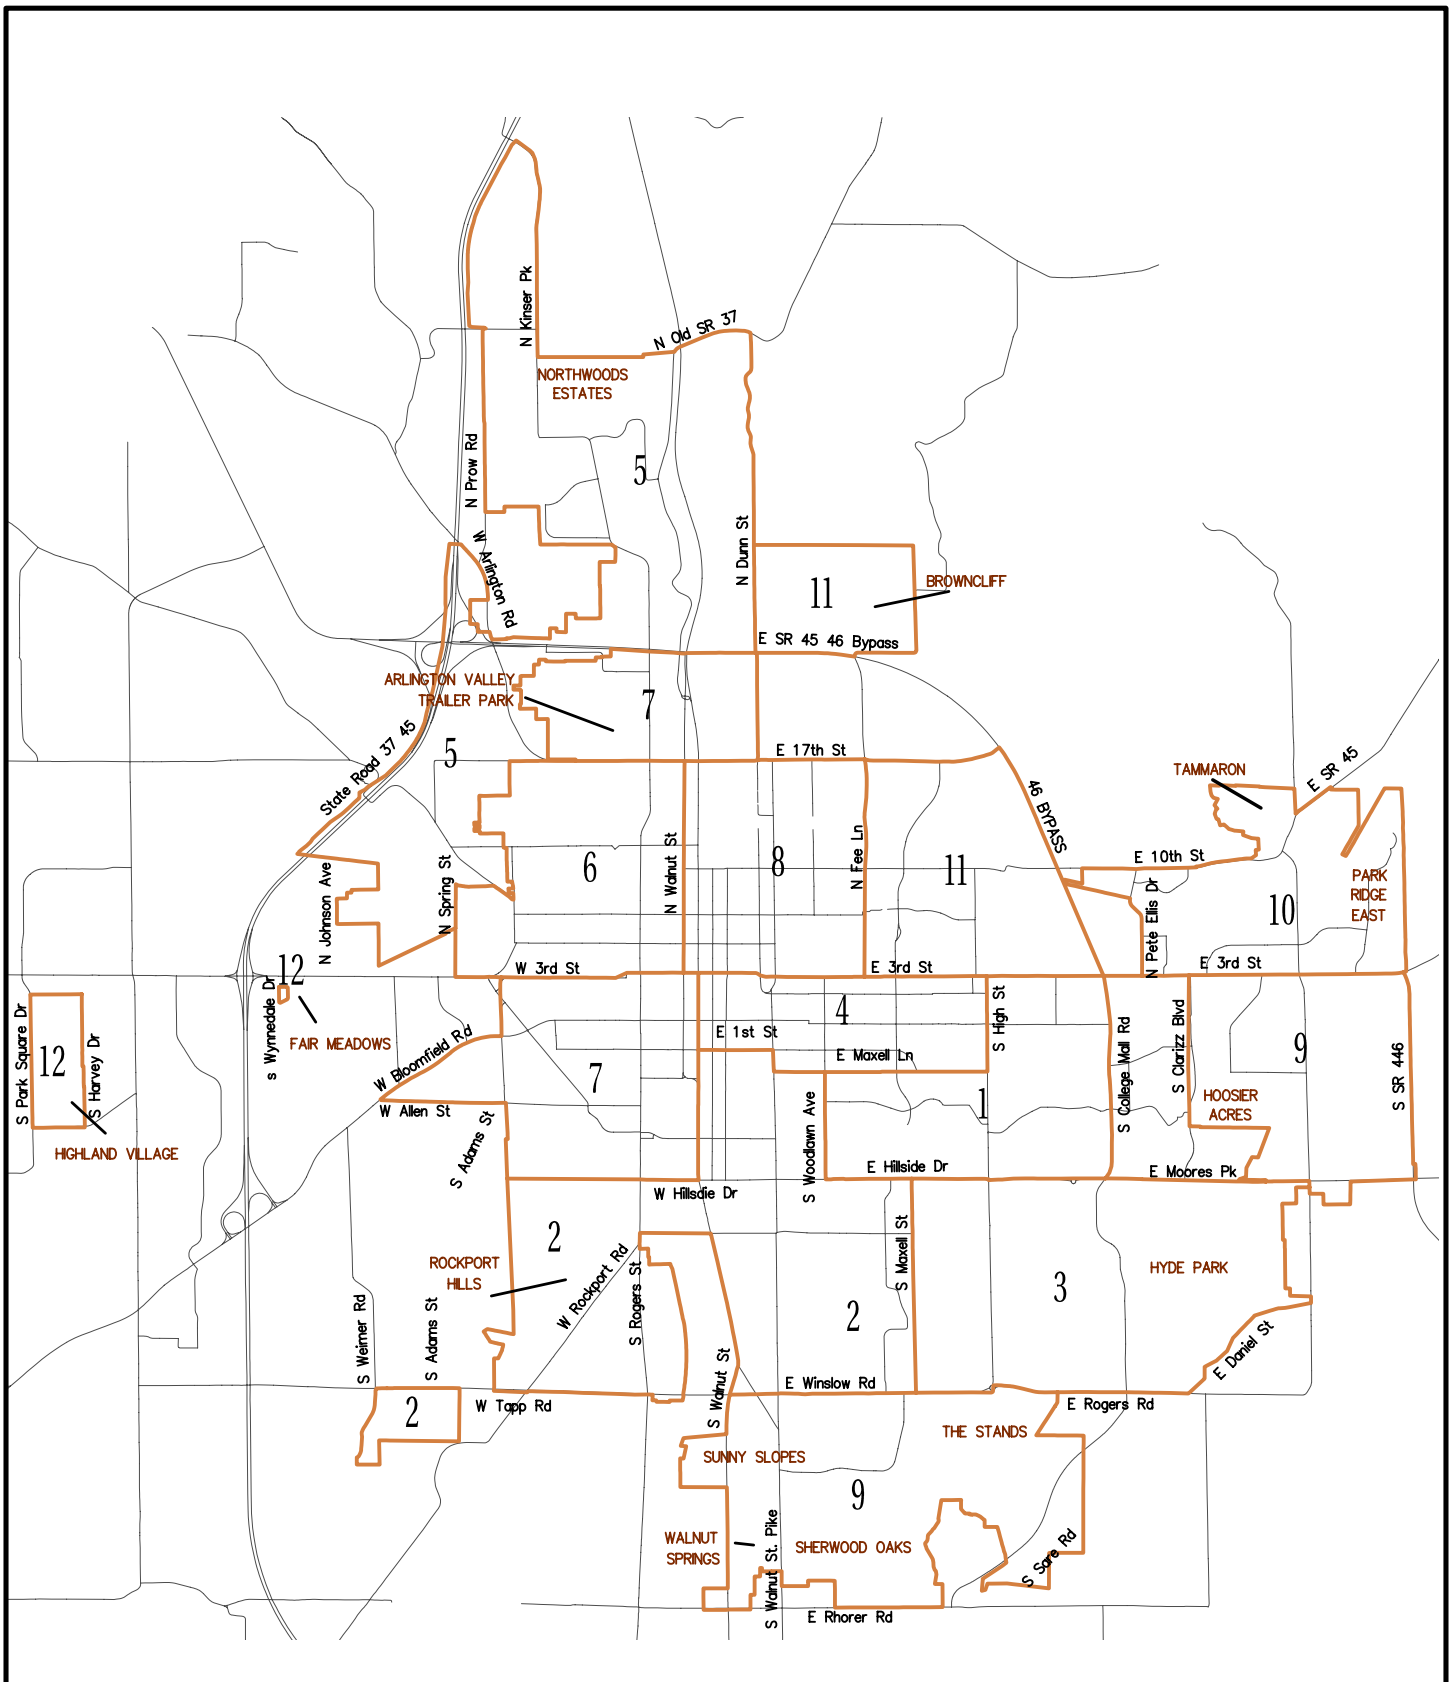 N Kinser Pk
N Old SR 37
NORTHWOODS
ESTATES
N Prow Rd
5
W Arlington Rd
N Dunn St
11
BROWNCLIFF
E SR 45 46 Bypass
ARLINGTON VALLEY
TRAILER PARK
7
State Road 37 45
5
E 17th St
TAMMARON
E SR 45
46 BYPASS
N Johnson Ave
N Spring St
6
N Walnut St
8
N Fee Ln
11
E 10th St
N Pete Ellis Dr
10
PARK
RIDGE
EAST
W 3rd St
E 3rd St
E 3rd St
12
s Wynnedale Dr
FAIR MEADOWS
S Park Square Dr
12
S Harvey Dr
HIGHLAND VILLAGE
W Bloomfield Rd
W Allen St
7
E 1st St
4
E Maxell Ln
S High St
S College Mall Rd
S Clarizz Blvd
9
HOOSIER
ACRES
S SR 446
1
S Adams St
S Woodlawn Ave
E Hillside Dr
E Moores Pk
W Hillsdie Dr
2
ROCKPORT
HILLS
W Rockport Rd
S Rogers St
S Maxell St
HYDE PARK
3
2
S Weimer Rd
S Adams St
E Daniel St
S Walnut St
E Winslow Rd
2
W Tapp Rd
E Rogers Rd
THE STANDS
SUNNY SLOPES
9
WALNUT
SPRINGS
S Walnut St. Pike
SHERWOOD OAKS
S Sare Rd
E Rhorer Rd